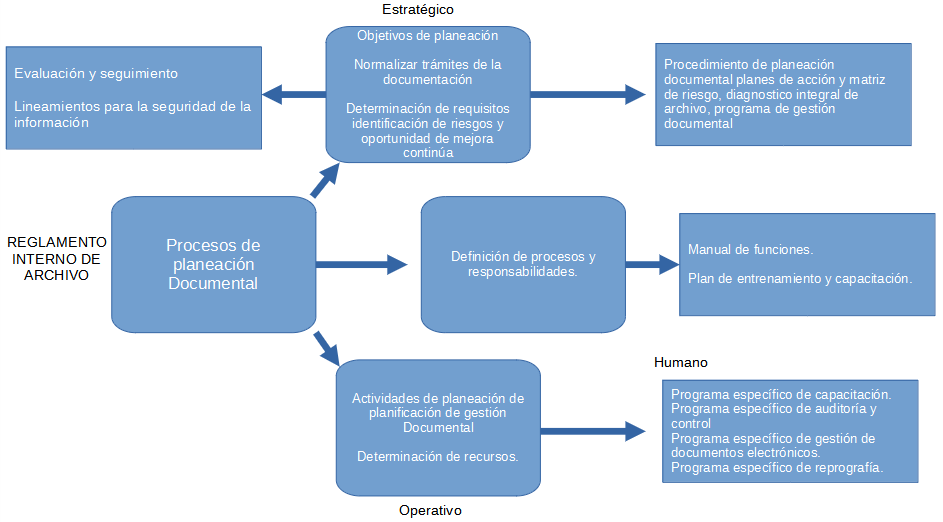 Estratégico
Objetivos de planeación
Normalizar trámites de la
documentación
Determinación de requisitos
identificación de riesgos y
oportunidad de mejora
continúa
Evaluación y seguimiento
Lineamientos para la seguridad de la
información
Procedimiento de planeación
documental planes de acción y matriz
de riesgo, diagnostico integral de
archivo, programa de gestión
documental
REGLAMENTO
INTERNO DE
ARCHIVO
Procesos de
planeación
Documental
Definición de procesos y
responsabilidades.
Manual de funciones.
Plan de entrenamiento y capacitación.
Humano
Actividades de planeación de
planificación de gestión
Documental
Determinación de recursos.
Programa específico de capacitación.
Programa específico de auditoría y
control
Programa específico de gestión de
documentos electrónicos.
Programa específico de reprografía.
Operativo